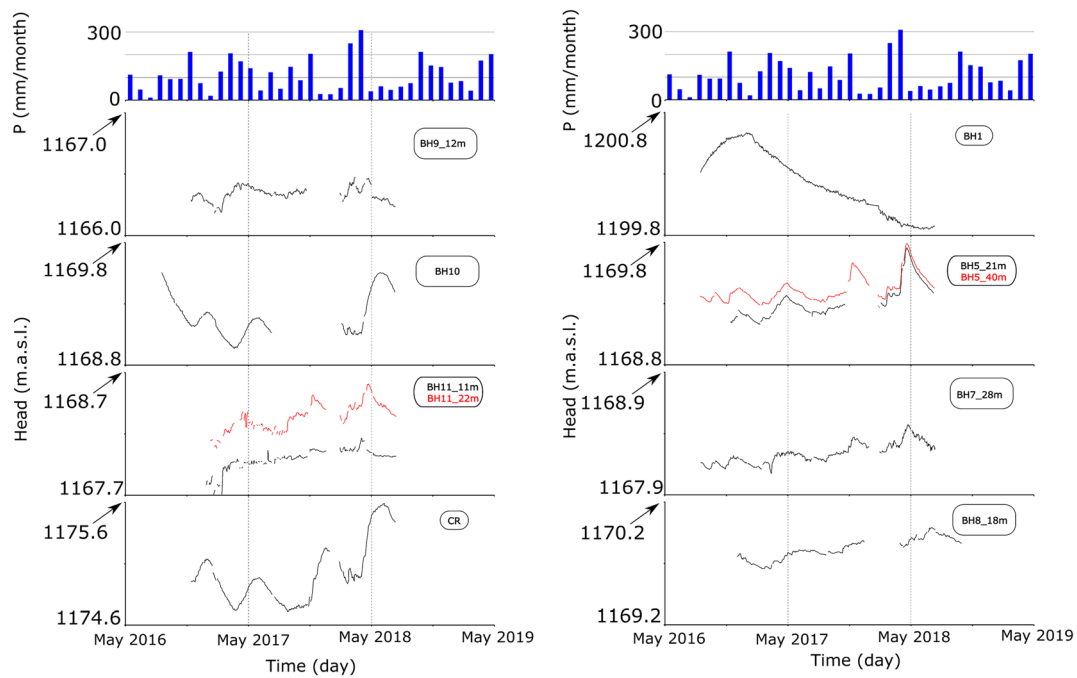 P (mm/month)
300
0
1167.0
BH9_12m
1166.0
1169.8
BH10
1168.8
Head (m.a.s.l.)
1168.7
BH11_11m
BH11_22m
1167.7
1175.6
CR
1174.6
May 2016
May 2017
May 2018
May 2019
Time (day)
P (mm/month)
300
0
1200.8
BH1
1199.8
1169.8
BH5_21m
BH5_40m
1168.8
Head (m.a.s.l.)
1168.9
BH7_28m
1167.9
1170.2
BH8_18m
1169.2
May 2016
May 2017
May 2018
May 2019
Time (day)